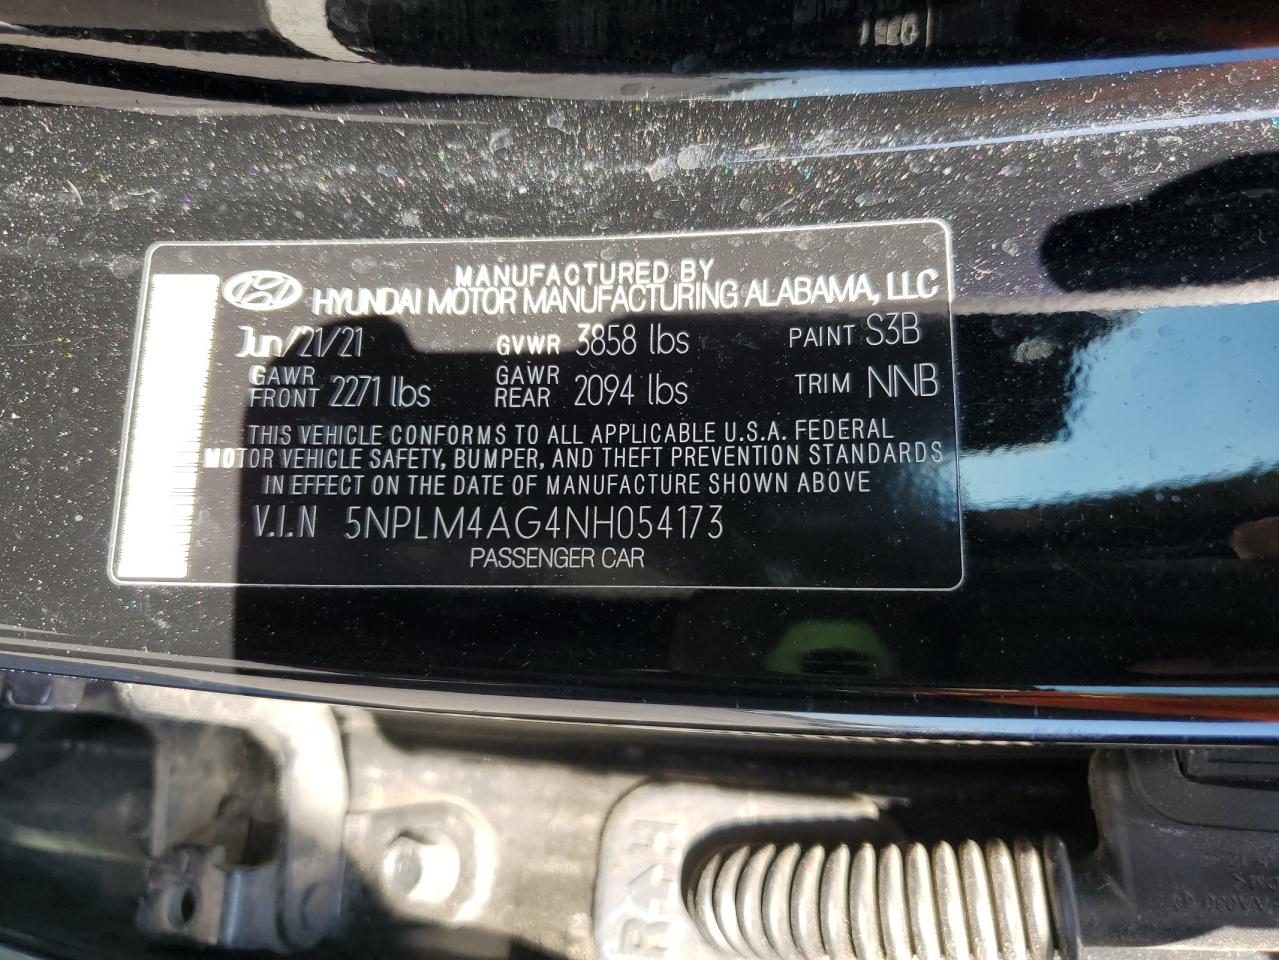 MANUFACTURED BY
HYUNDAI MOTOR MANUFACTURING ALABAMA, LLC
Jun/21/21 GVWR 3858 lbs PAINT S3B
GAWR FRONT 2271 lbs GAWR REAR 2094 lbs TRIM NNB
THIS VEHICLE CONFORMS TO ALL APPLICABLE U.S.A. FEDERAL
MOTOR VEHICLE SAFETY, BUMPER, AND THEFT PREVENTION STANDARDS
IN EFFECT ON THE DATE OF MANUFACTURE SHOWN ABOVE
V.I.N 5NPLM4AG4NH054173
PASSENGER CAR